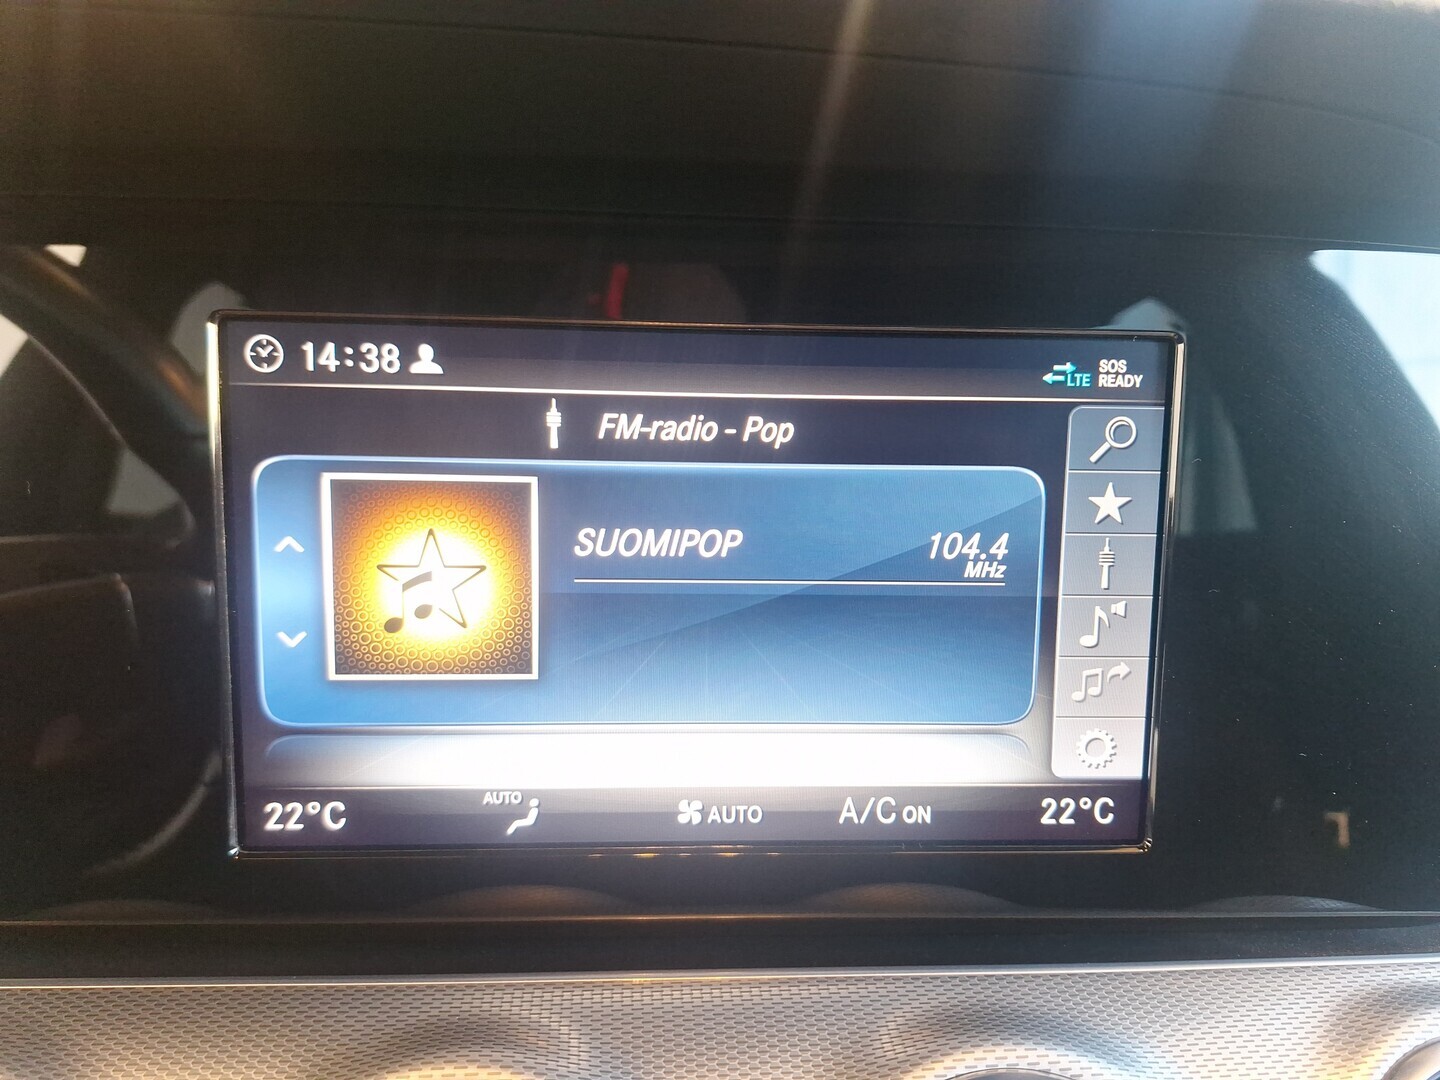 14:38
LTE
SOS
READY
FM-radio - Pop
SUOMIPOP
104.4
MHz
22°C
AUTO
AUTO
A/C ON
22°C